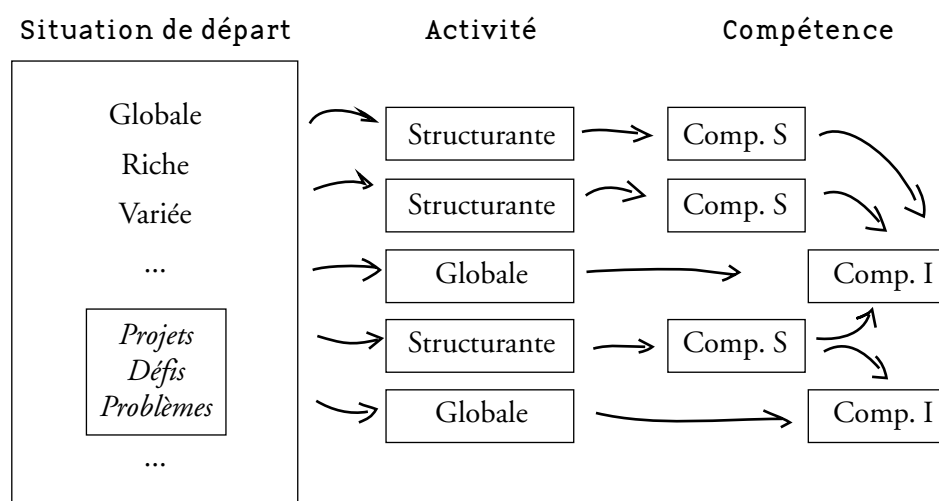 Situation de départ Activité Compétence
Globale
Riche
Variée
...
Projets
Défis
Problèmes
...
Structurante Comp. S
Structurante Comp. S
Globale Comp. I
Structurante Comp. S
Globale Comp. I